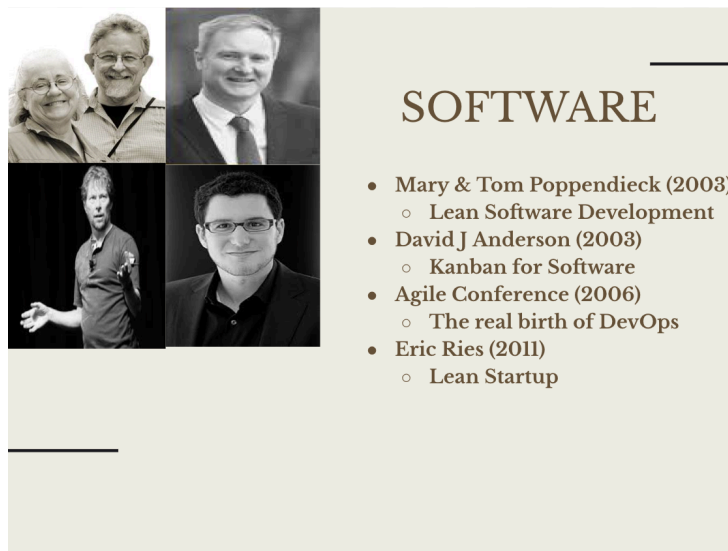 SOFTWARE
● Mary & Tom Poppendieck (2003)
○ Lean Software Development
● David J Anderson (2003)
○ Kanban for Software
● Agile Conference (2006)
○ The real birth of DevOps
● Eric Ries (2011)
○ Lean Startup